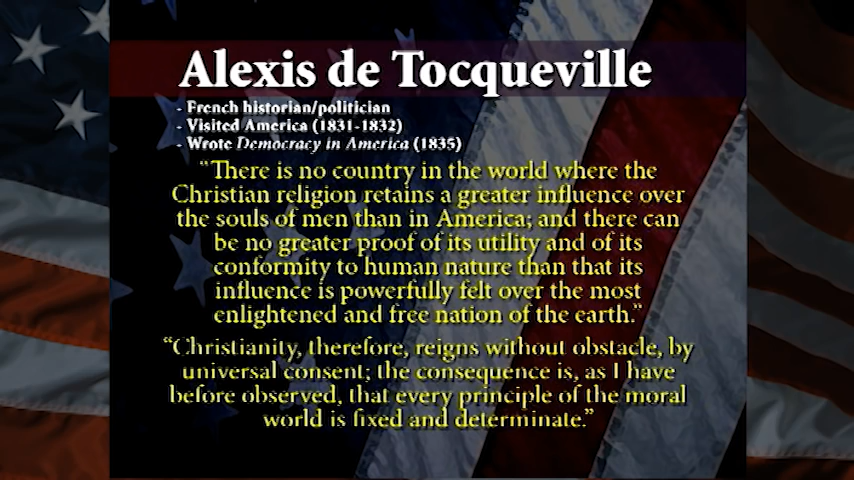 Alexis de Tocqueville
- French historian/politician
- Visited America (1831-1832)
- Wrote Democracy in America (1835)
"There is no country in the world where the
Christian religion retains a greater influence over
the souls of men than in America; and there can
be no greater proof of its utility and of its
conformity to human nature than that its
influence is powerfully felt over the most
enlightened and free nation of the earth."
"Christianity, therefore, reigns without obstacle, by
universal consent; the consequence is, as I have
before observed, that every principle of the moral
world is fixed and determinate."